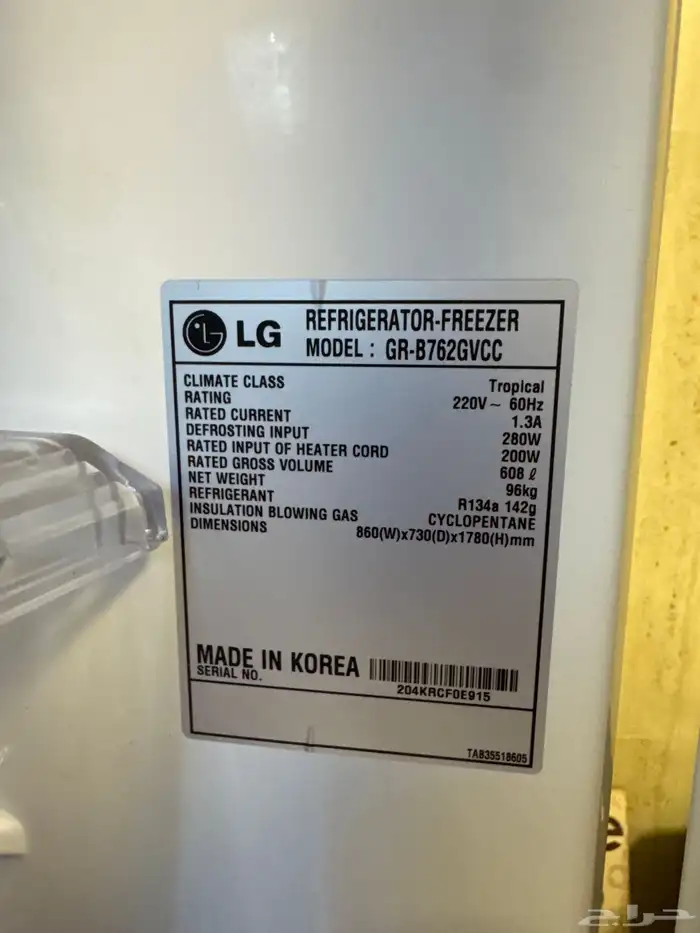 LG
REFRIGERATOR-FREEZER
MODEL : GR-B762GVCC
CLIMATE CLASS Tropical
RATING 220V~ 60Hz
RATED CURRENT 1.3A
DEFROSTING INPUT 280W
RATED INPUT OF HEATER CORD 200W
RATED GROSS VOLUME 608 ℓ
NET WEIGHT 96kg
REFRIGERANT R134a 142g
INSULATION BLOWING GAS CYCLOPENTANE
DIMENSIONS 860(W)x730(D)x1780(H)mm
MADE IN KOREA
SERIAL NO. 204KRCF0E915
TAB35518605
حراج